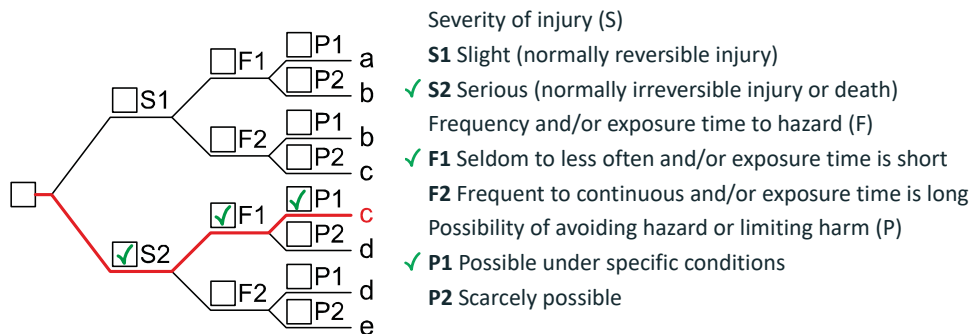 P1
F1
a
P2
b
S1
P1
b
F2
P2
c
P1
c
F1
P2
d
S2
P1
d
F2
P2
e
Severity of injury (S)
S1 Slight (normally reversible injury)
S2 Serious (normally irreversible injury or death)
Frequency and/or exposure time to hazard (F)
F1 Seldom to less often and/or exposure time is short
F2 Frequent to continuous and/or exposure time is long
Possibility of avoiding hazard or limiting harm (P)
P1 Possible under specific conditions
P2 Scarcely possible